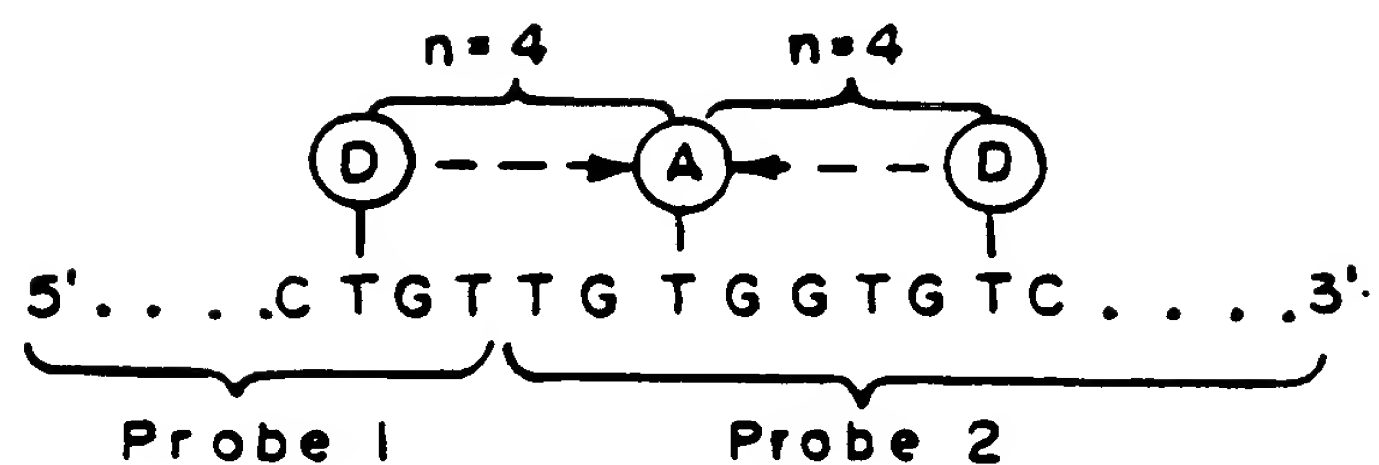 n=4 n=4
D A D
5'. . . .C T G T T G T G G T G T C . . . .3'
Probe 1 Probe 2